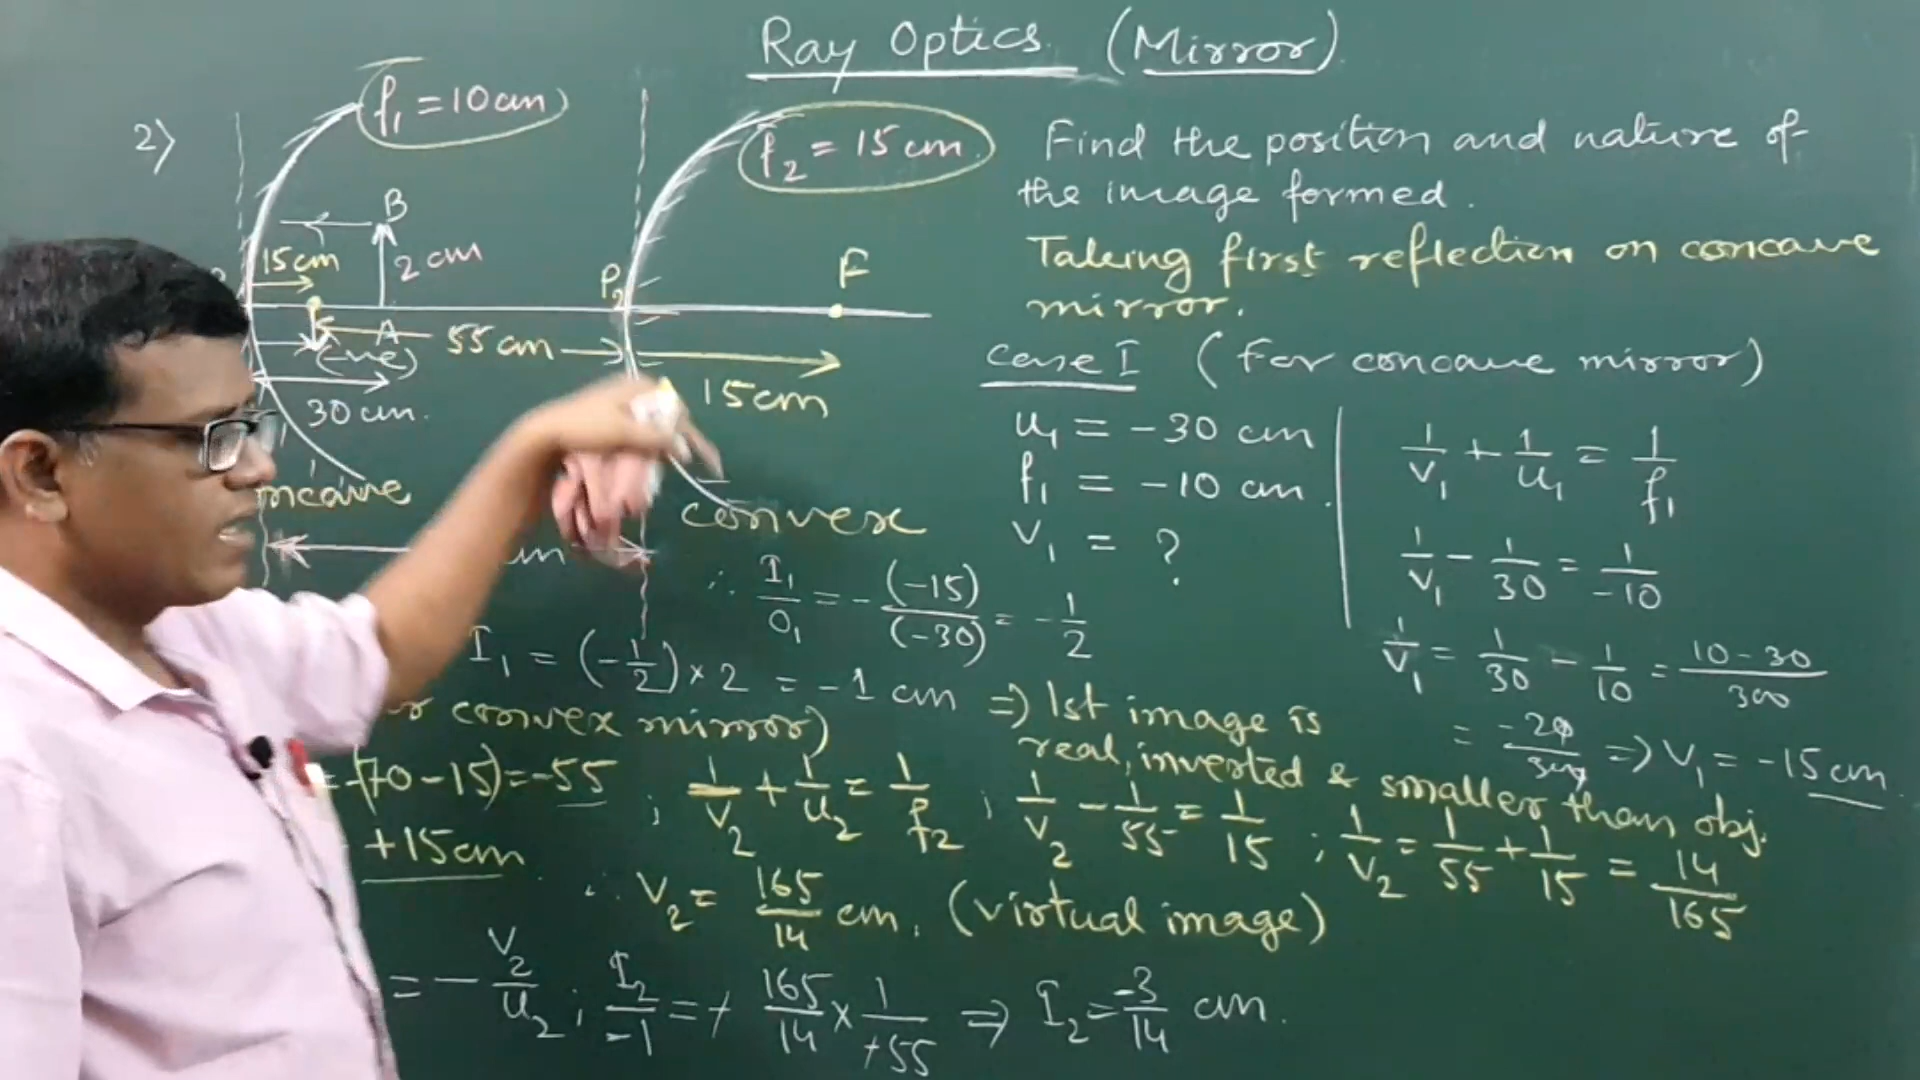 Ray Optics (Mirror)
2)
f₁ = 10 cm
f₂ = 15 cm
Find the position and nature of
the image formed.
Taking first reflection on concave
mirror.
B
2 cm
15 cm
P₂
F
A
55 cm
(-ve)
30 cm.
15 cm
convex
Case I (For concave mirror)
u₁ = -30 cm
f₁ = -10 cm
v₁ = ?
1/v₁ + 1/u₁ = 1/f₁
1/v₁ - 1/30 = 1/-10
1/v₁ = 1/30 - 1/10 = 10-30/300
= -20/300 ⇒ v₁ = -15 cm
∴ I₁/O₁ = - (-15)/(-30) = -1/2
I₁ = (-1/2) × 2 = -1 cm ⇒ 1st image is
real, inverted & smaller than obj.
convex mirror)
-(70-15) = -55 ; 1/v₂ + 1/u₂ = 1/f₂ ; 1/v₂ - 1/55 = 1/15 ; 1/v₂ = 1/55 + 1/15 = 14/165
+15 cm
∴ v₂ = 165/14 cm. (virtual image)
= - v₂/u₂ ; I₂/-1 = + 165/14 × 1/+55 ⇒ I₂ = -3/14 cm.